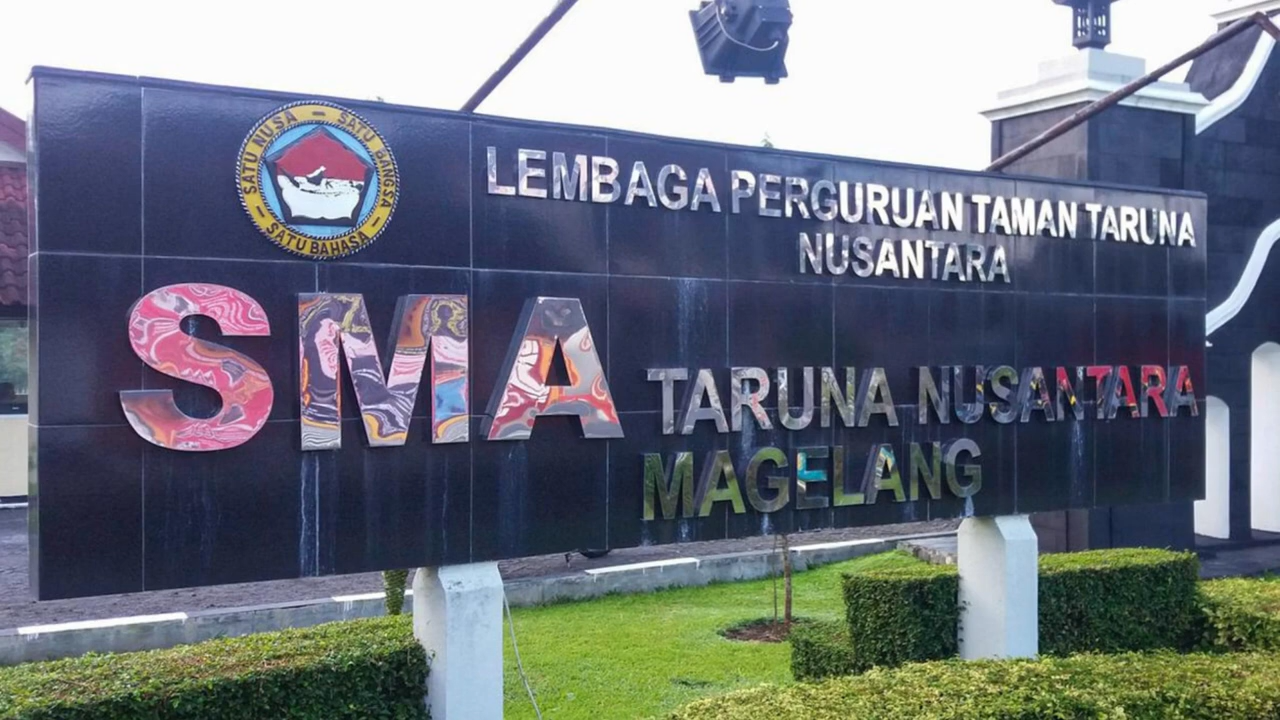 SATU NUSA — SATU BANGSA — SATU BAHASA —
LEMBAGA PERGURUAN TAMAN TARUNA
NUSANTARA
SMA TARUNA NUSANTARA
MAGELANG